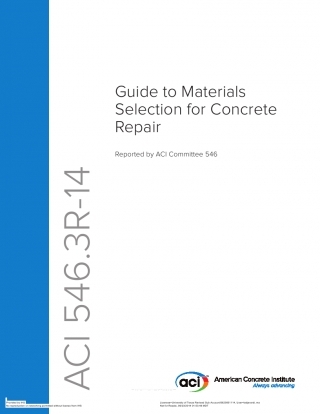 Guide to Materials
Selection for Concrete
Repair
Reported by ACI Committee 546
ACI 546.3R-14
aci
American Concrete Institute
Always advancing